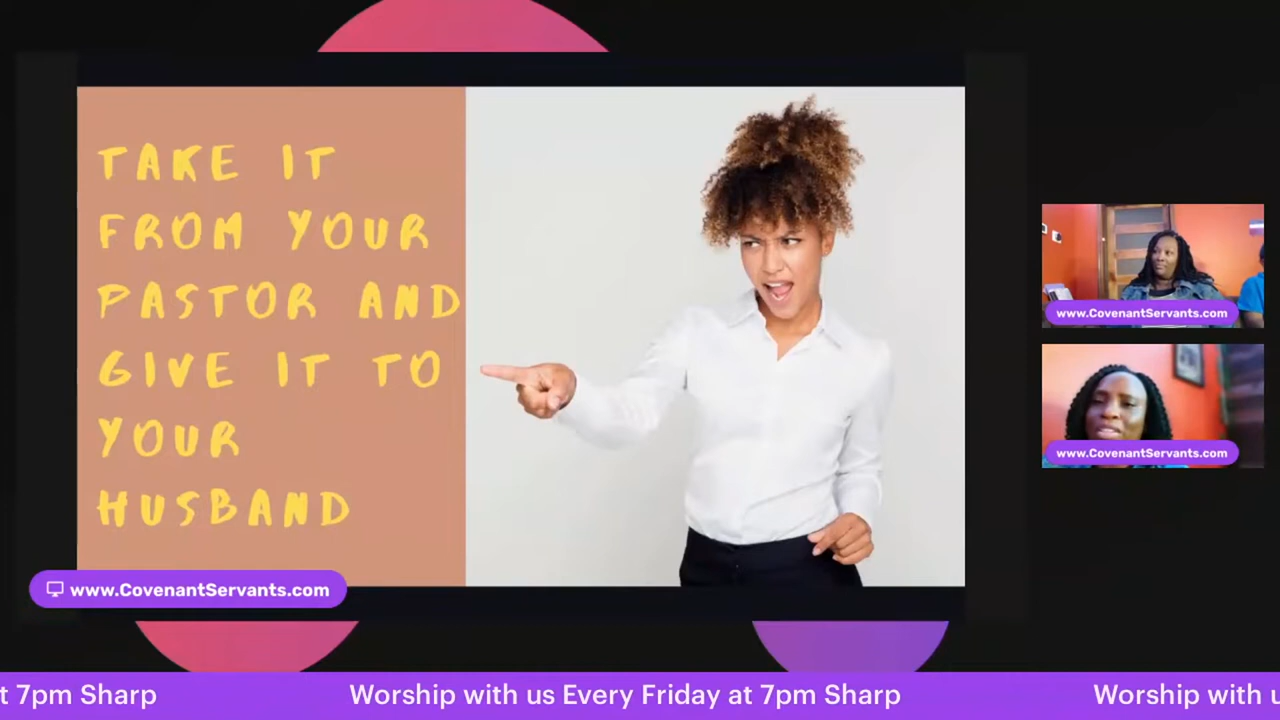 TAKE IT
FROM YOUR
PASTOR AND
GIVE IT TO
YOUR
HUSBAND
www.CovenantServants.com
www.CovenantServants.com
www.CovenantServants.com
t 7pm Sharp
Worship with us Every Friday at 7pm Sharp
Worship with u